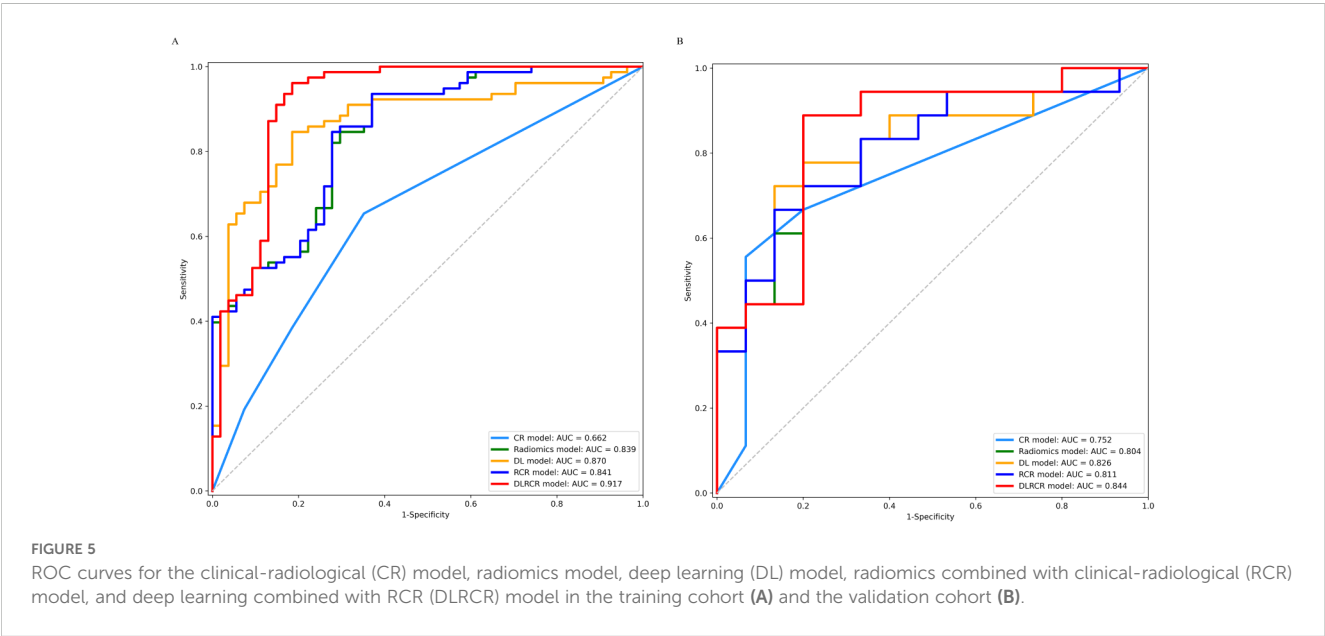 A
1.0
0.8
0.6
0.4
0.2
0.0
Sensitivity
0.0
0.2
0.4
0.6
0.8
1.0
1-Specificity
CR model: AUC = 0.662
Radiomics model: AUC = 0.839
DL model: AUC = 0.870
RCR model: AUC = 0.841
DLRCR model: AUC = 0.917
B
1.0
0.8
0.6
0.4
0.2
0.0
Sensitivity
0.0
0.2
0.4
0.6
0.8
1.0
1-Specificity
CR model: AUC = 0.752
Radiomics model: AUC = 0.804
DL model: AUC = 0.826
RCR model: AUC = 0.811
DLRCR model: AUC = 0.844
FIGURE 5
ROC curves for the clinical-radiological (CR) model, radiomics model, deep learning (DL) model, radiomics combined with clinical-radiological (RCR)
model, and deep learning combined with RCR (DLRCR) model in the training cohort (A) and the validation cohort (B).